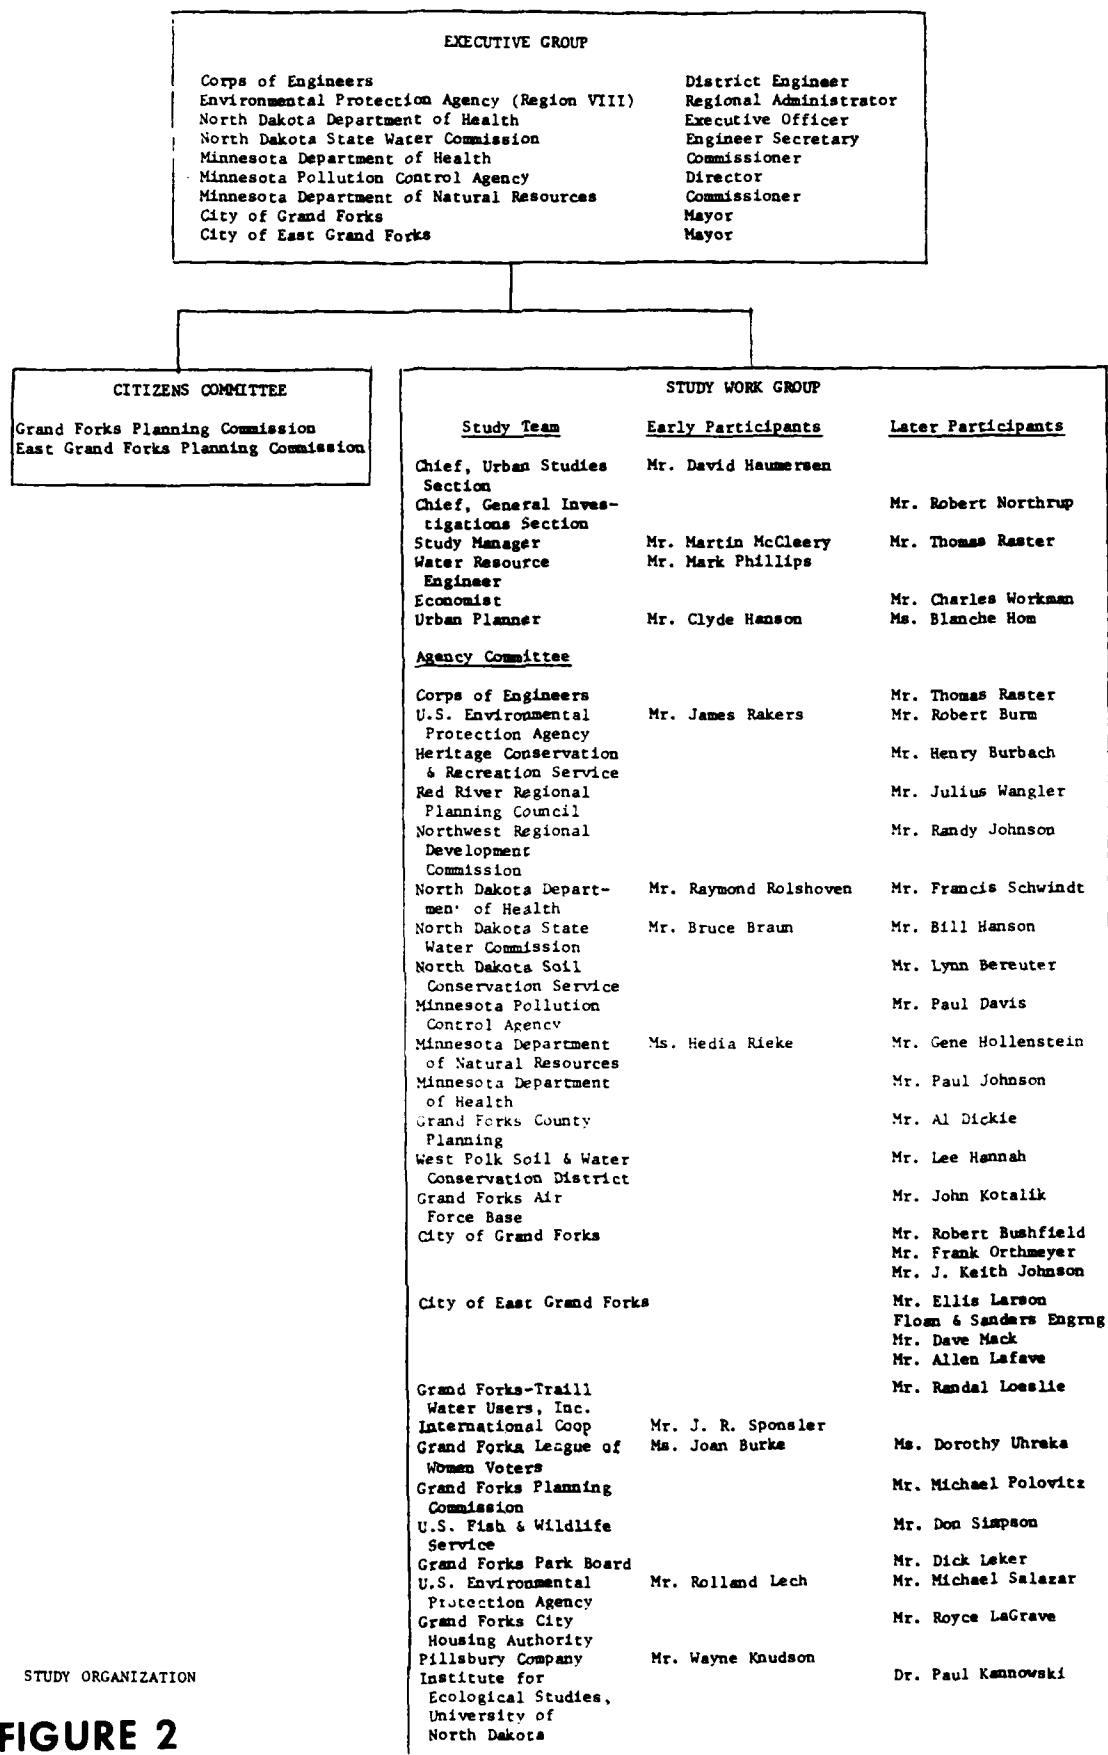 EXECUTIVE GROUP
Corps of Engineers District Engineer
Environmental Protection Agency (Region VIII) Regional Administrator
North Dakota Department of Health Executive Officer
North Dakota State Water Commission Engineer Secretary
Minnesota Department of Health Commissioner
Minnesota Pollution Control Agency Director
Minnesota Department of Natural Resources Commissioner
City of Grand Forks Mayor
City of East Grand Forks Mayor
CITIZENS COMMITTEE
Grand Forks Planning Commission
East Grand Forks Planning Commission
STUDY WORK GROUP
Study Team Early Participants Later Participants
Chief, Urban Studies Mr. David Haumersen
Section
Chief, General Inves- Mr. Robert Northrup
tigations Section
Study Manager Mr. Martin McCleery Mr. Thomas Raster
Water Resource Mr. Mark Phillips
Engineer
Economist Mr. Charles Workman
Urban Planner Mr. Clyde Hanson Ms. Blanche Hom
Agency Committee
Corps of Engineers Mr. Thomas Raster
U.S. Environmental Mr. James Rakers Mr. Robert Burm
Protection Agency
Heritage Conservation Mr. Henry Burbach
& Recreation Service
Red River Regional Mr. Julius Wangler
Planning Council
Northwest Regional Mr. Randy Johnson
Development
Commission
North Dakota Depart- Mr. Raymond Rolshoven Mr. Francis Schwindt
ment of Health
North Dakota State Mr. Bruce Braun Mr. Bill Hanson
Water Commission
North Dakota Soil Mr. Lynn Bereuter
Conservation Service
Minnesota Pollution Mr. Paul Davis
Control Agency
Minnesota Department Ms. Hedia Rieke Mr. Gene Hollenstein
of Natural Resources
Minnesota Department Mr. Paul Johnson
of Health
Grand Forks County Mr. Al Dickie
Planning
West Polk Soil & Water Mr. Lee Hannah
Conservation District
Grand Forks Air Mr. John Kotalik
Force Base
City of Grand Forks Mr. Robert Bushfield
Mr. Frank Orthmeyer
Mr. J. Keith Johnson
City of East Grand Forks Mr. Ellis Larson
Floan & Sanders Engrng
Mr. Dave Mack
Mr. Allen Lafave
Grand Forks-Traill Mr. Randal Loeslie
Water Users, Inc.
International Coop Mr. J. R. Sponsler
Grand Forks League of Ms. Joan Burke Ms. Dorothy Uhreka
Women Voters
Grand Forks Planning Mr. Michael Polovitz
Commission
U.S. Fish & Wildlife Mr. Don Simpson
Service
Grand Forks Park Board Mr. Dick Leker
U.S. Environmental Mr. Rolland Lech Mr. Michael Salazar
Protection Agency
Grand Forks City Mr. Royce LaGrave
Housing Authority
Pillsbury Company Mr. Wayne Knudson
Institute for Dr. Paul Kannowski
Ecological Studies,
University of
North Dakota
STUDY ORGANIZATION
FIGURE 2